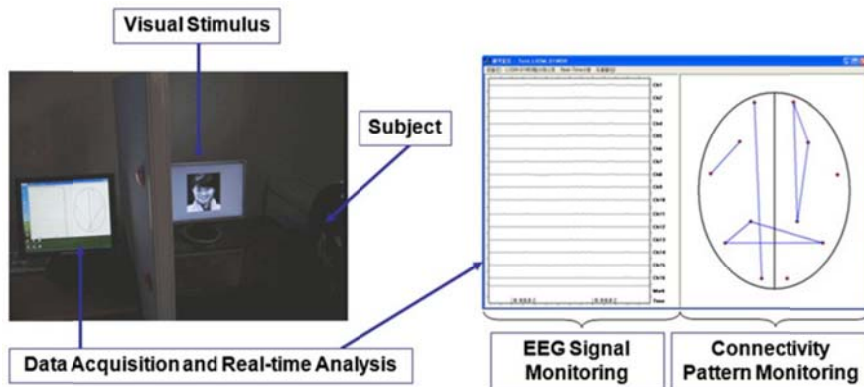 Visual Stimulus
Subject
Data Acquisition and Real-time Analysis
Ch1
Ch2
Ch3
Ch4
Ch5
Ch6
Ch7
Ch8
Ch9
Ch10
Ch11
Ch12
Ch13
Ch14
Ch15
Ch16
Mark
Time
EEG Signal
Monitoring
Connectivity
Pattern Monitoring